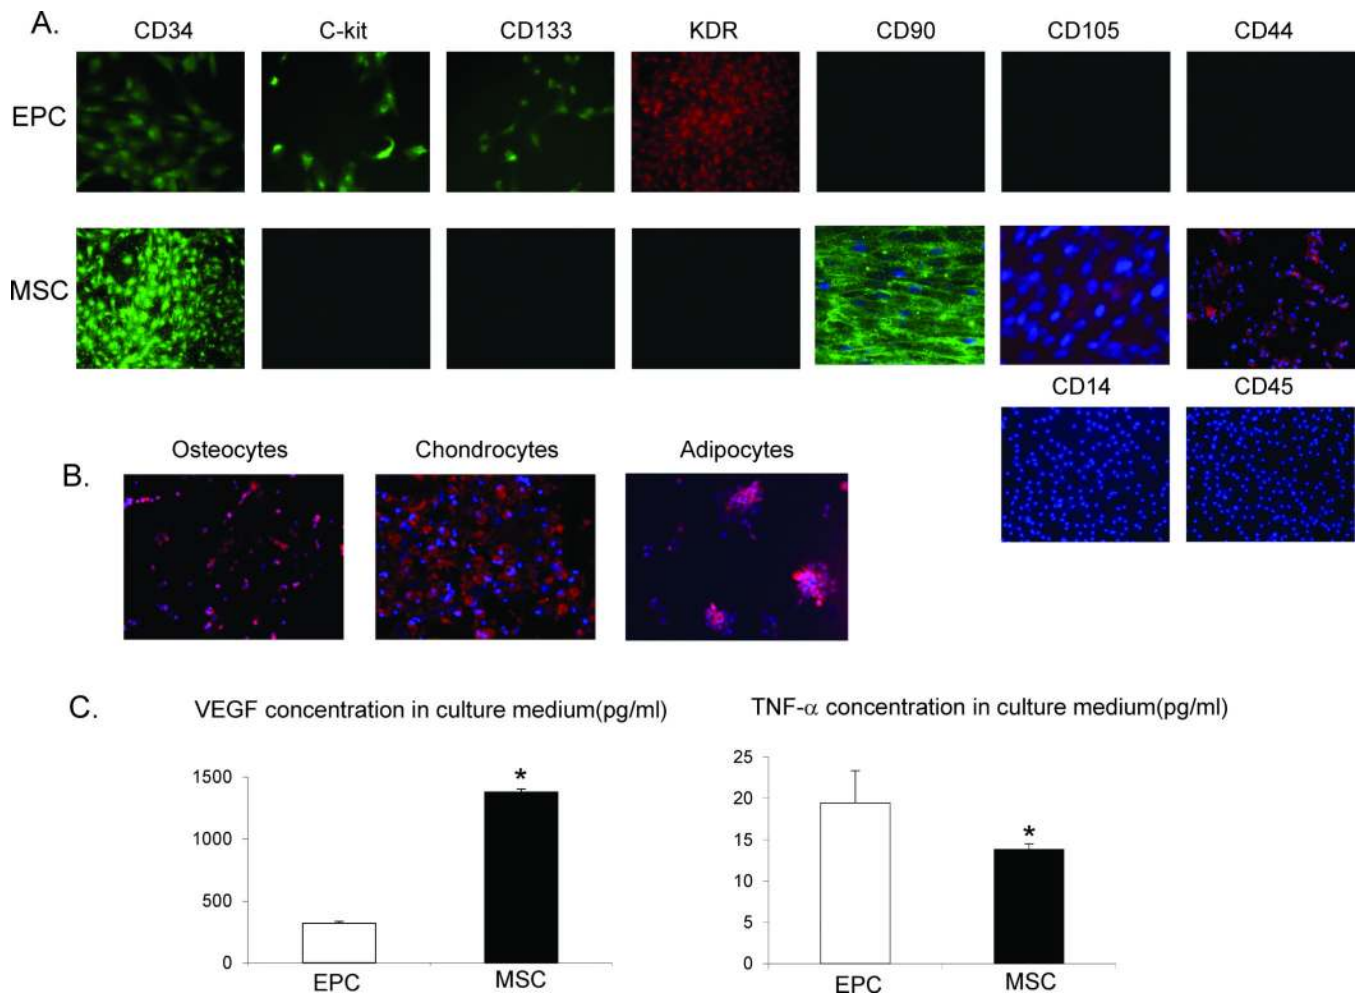 A.
CD34 C-kit CD133 KDR CD90 CD105 CD44
EPC
MSC
CD14 CD45
B.
Osteocytes Chondrocytes Adipocytes
C.
VEGF concentration in culture medium(pg/ml)
1500
1000
500
0
*
EPC MSC
TNF-α concentration in culture medium(pg/ml)
25
20
15
10
5
0
*
EPC MSC